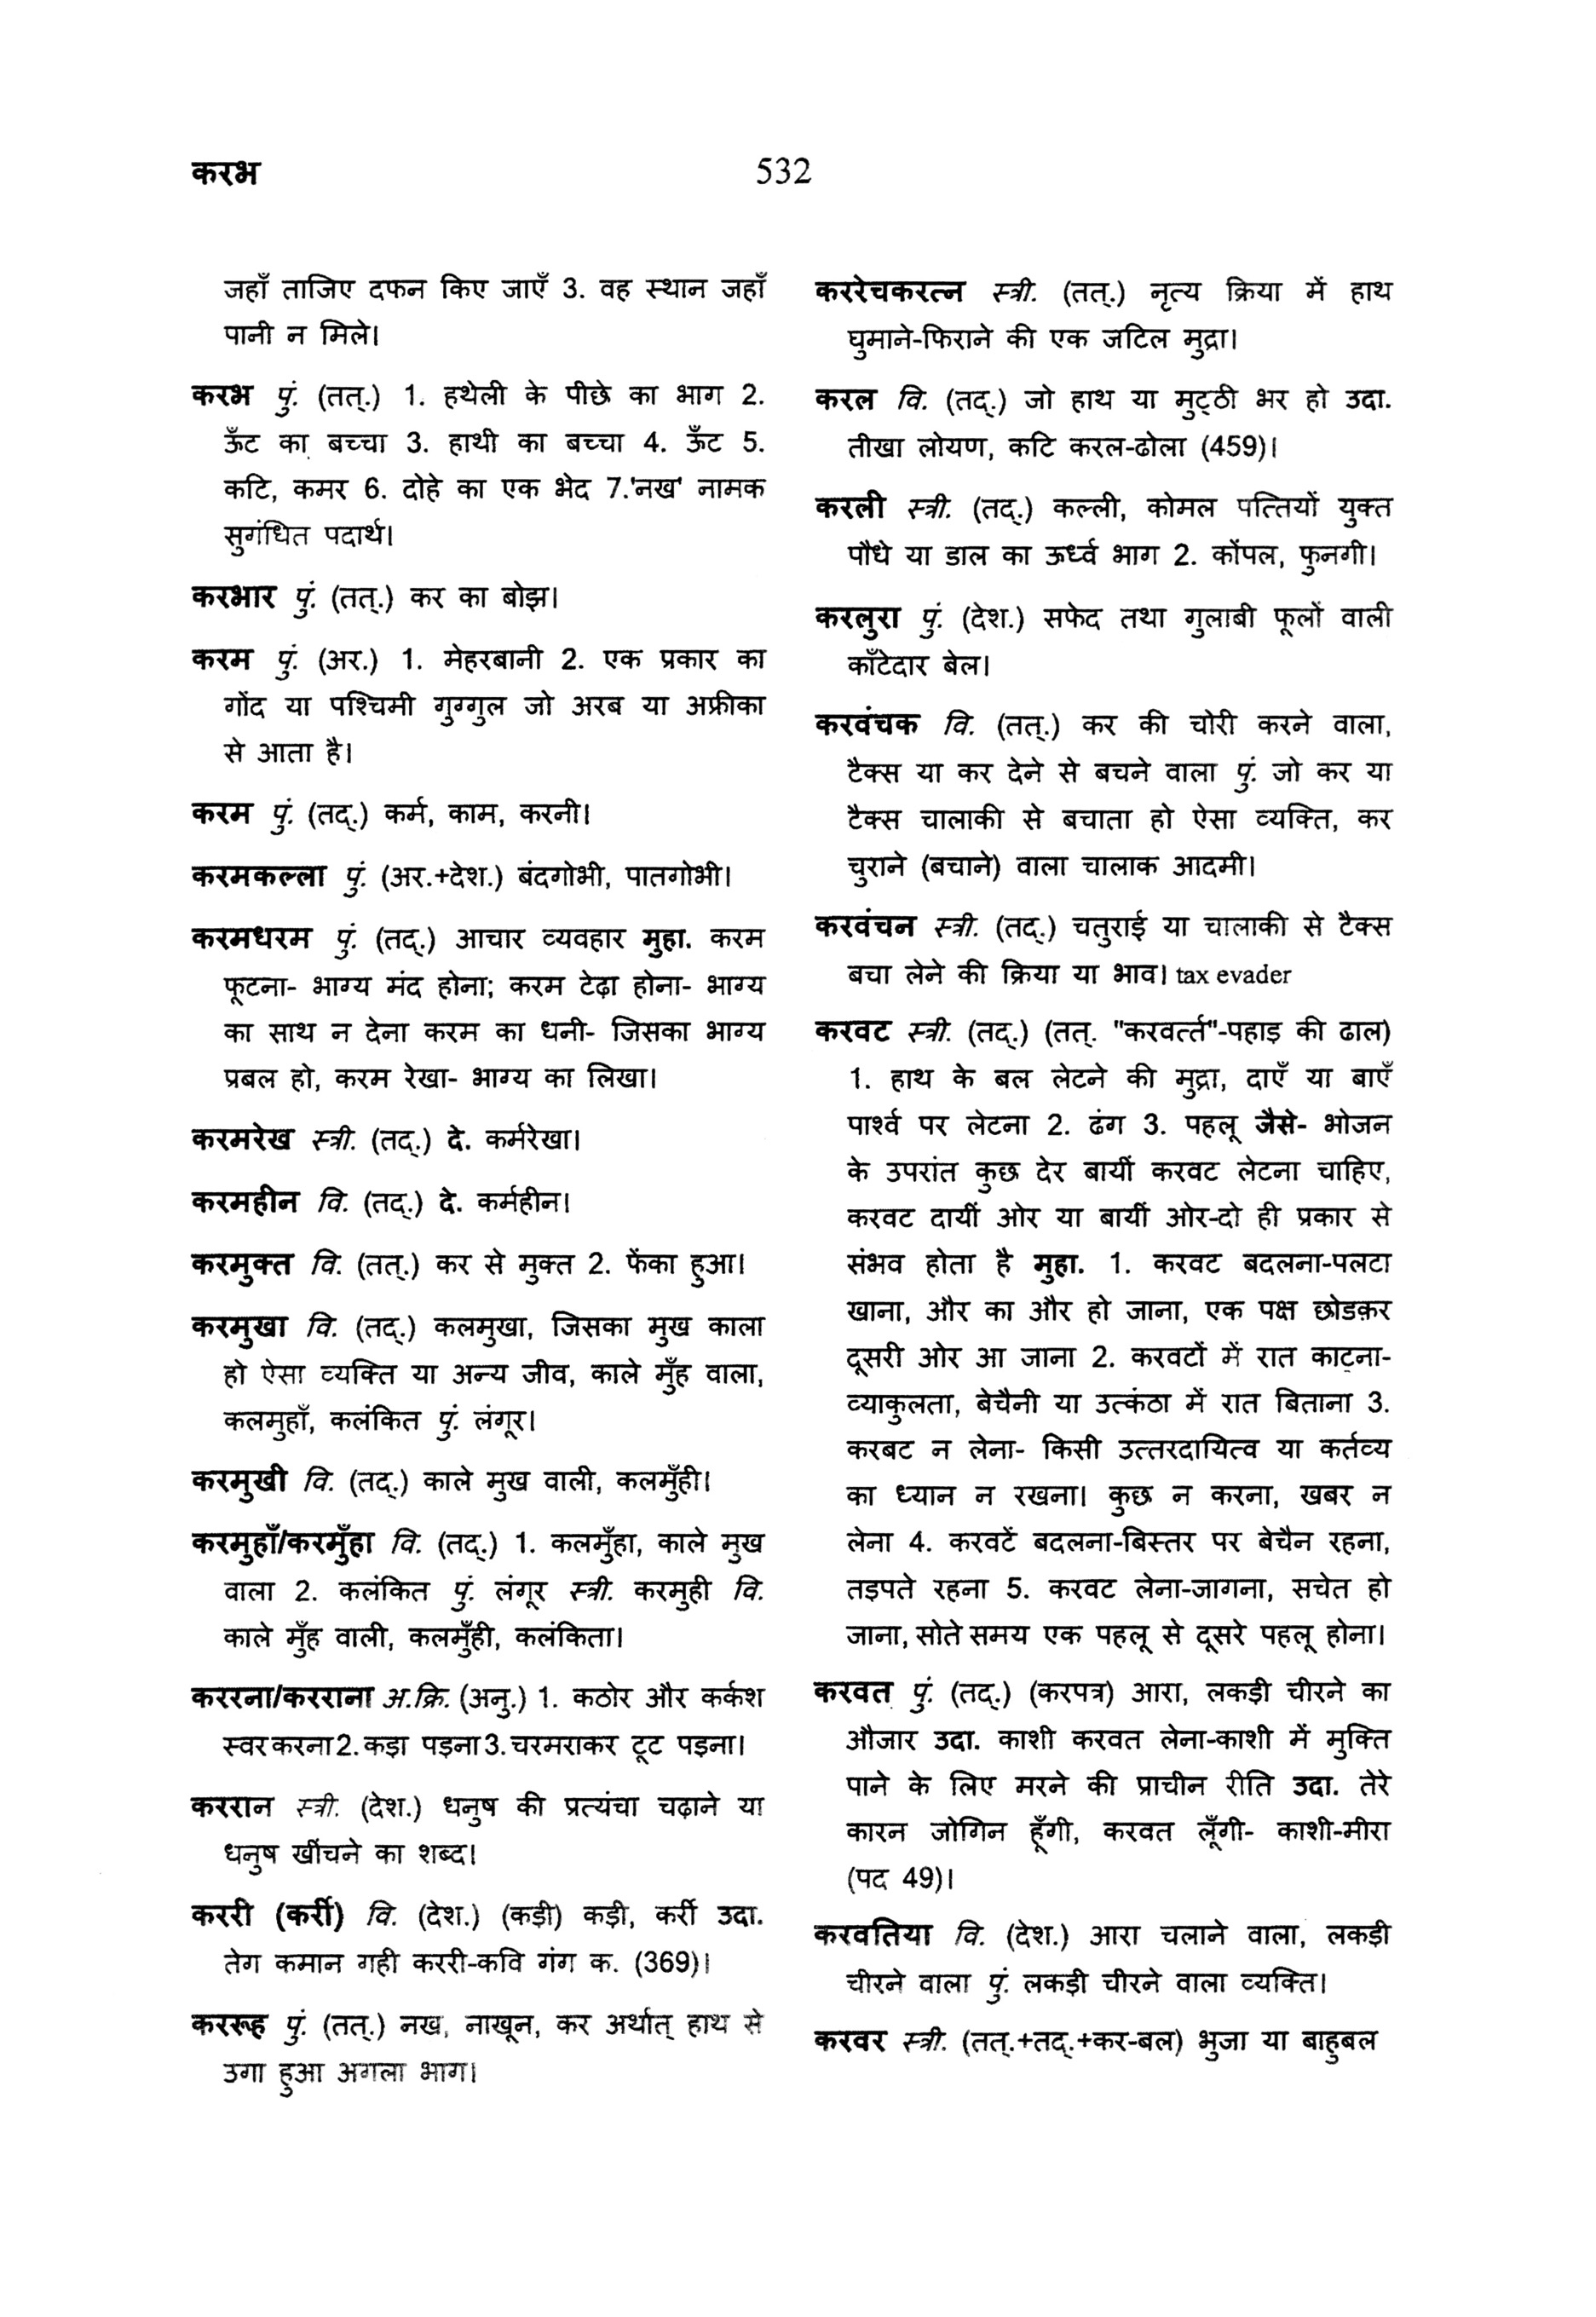 करभ
532
जहाँ ताजिए दफन किए जाएँ 3. वह स्थान जहाँ
पानी न मिले।
करभ पुं. (तत्.) 1. हथेली के पीछे का भाग 2.
ऊँट का बच्चा 3. हाथी का बच्चा 4. ऊँट 5.
कटि, कमर 6. दोहे का एक भेद 7.'नख' नामक
सुगंधित पदार्थ।
करभार पुं. (तत्.) कर का बोझ।
करम पुं. (अर.) 1. मेहरबानी 2. एक प्रकार का
गोंद या पश्चिमी गुग्गुल जो अरब या अफ्रीका
से आता है।
करम पुं. (तद्.) कर्म, काम, करनी।
करमकल्ला पुं. (अर.+देश.) बंदगोभी, पातगोभी।
करमधरम पुं. (तद्.) आचार व्यवहार मुहा. करम
फूटना- भाग्य मंद होना; करम टेढ़ा होना- भाग्य
का साथ न देना करम का धनी- जिसका भाग्य
प्रबल हो, करम रेखा- भाग्य का लिखा।
करमरेख स्त्री. (तद्.) दे. कर्मरेखा।
करमहीन वि. (तद्.) दे. कर्महीन।
करमुक्त वि. (तत्.) कर से मुक्त 2. फेंका हुआ।
करमुखा वि. (तद्.) कलमुखा, जिसका मुख काला
हो ऐसा व्यक्ति या अन्य जीव, काले मुँह वाला,
कलमुहाँ, कलंकित पुं. लंगूर।
करमुखी वि. (तद्.) काले मुख वाली, कलमुँही।
करमुहाँ/करमुँहा वि. (तद्.) 1. कलमुँहा, काले मुख
वाला 2. कलंकित पुं. लंगूर स्त्री. करमुही वि.
काले मुँह वाली, कलमुँही, कलंकिता।
कररना/करराना अ.क्रि. (अनु.) 1. कठोर और कर्कश
स्वर करना 2. कड़ा पड़ना 3. चरमराकर टूट पड़ना।
कररान स्त्री. (देश.) धनुष की प्रत्यंचा चढ़ाने या
धनुष खींचने का शब्द।
कररी (कर्री) वि. (देश.) (कड़ी) कड़ी, कर्री उदा.
तेग कमान गही कररी-कवि गंग क. (369)।
कररूह पुं. (तत्.) नख, नाखून, कर अर्थात् हाथ से
उगा हुआ अगला भाग।
कररेचकरत्न स्त्री. (तत्.) नृत्य क्रिया में हाथ
घुमाने-फिराने की एक जटिल मुद्रा।
करल वि. (तद्.) जो हाथ या मुट्ठी भर हो उदा.
तीखा लोयण, कटि करल-ढोला (459)।
करली स्त्री. (तद्.) कल्ली, कोमल पत्तियों युक्त
पौधे या डाल का ऊर्ध्व भाग 2. कोंपल, फुनगी।
करलुरा पुं. (देश.) सफेद तथा गुलाबी फूलों वाली
काँटेदार बेल।
करवंचक वि. (तत्.) कर की चोरी करने वाला,
टैक्स या कर देने से बचने वाला पुं. जो कर या
टैक्स चालाकी से बचाता हो ऐसा व्यक्ति, कर
चुराने (बचाने) वाला चालाक आदमी।
करवंचन स्त्री. (तद्.) चतुराई या चालाकी से टैक्स
बचा लेने की क्रिया या भाव। tax evader
करवट स्त्री. (तद्.) (तत्. "करवर्त्त"-पहाड़ की ढाल)
1. हाथ के बल लेटने की मुद्रा, दाएँ या बाएँ
पार्श्व पर लेटना 2. ढंग 3. पहलू जैसे- भोजन
के उपरांत कुछ देर बायीं करवट लेटना चाहिए,
करवट दायीं ओर या बायीं ओर-दो ही प्रकार से
संभव होता है मुहा. 1. करवट बदलना-पलटा
खाना, और का और हो जाना, एक पक्ष छोडक़र
दूसरी ओर आ जाना 2. करवटों में रात काटना-
व्याकुलता, बेचैनी या उत्कंठा में रात बिताना 3.
करबट न लेना- किसी उत्तरदायित्व या कर्तव्य
का ध्यान न रखना। कुछ न करना, खबर न
लेना 4. करवटें बदलना-बिस्तर पर बेचैन रहना,
तड़पते रहना 5. करवट लेना-जागना, सचेत हो
जाना, सोते समय एक पहलू से दूसरे पहलू होना।
करवत पुं. (तद्.) (करपत्र) आरा, लकड़ी चीरने का
औजार उदा. काशी करवत लेना-काशी में मुक्ति
पाने के लिए मरने की प्राचीन रीति उदा. तेरे
कारन जोगिन हूँगी, करवत लूँगी- काशी-मीरा
(पद 49)।
करवतिया वि. (देश.) आरा चलाने वाला, लकड़ी
चीरने वाला पुं. लकड़ी चीरने वाला व्यक्ति।
करवर स्त्री. (तत्.+तद्.+कर-बल) भुजा या बाहुबल